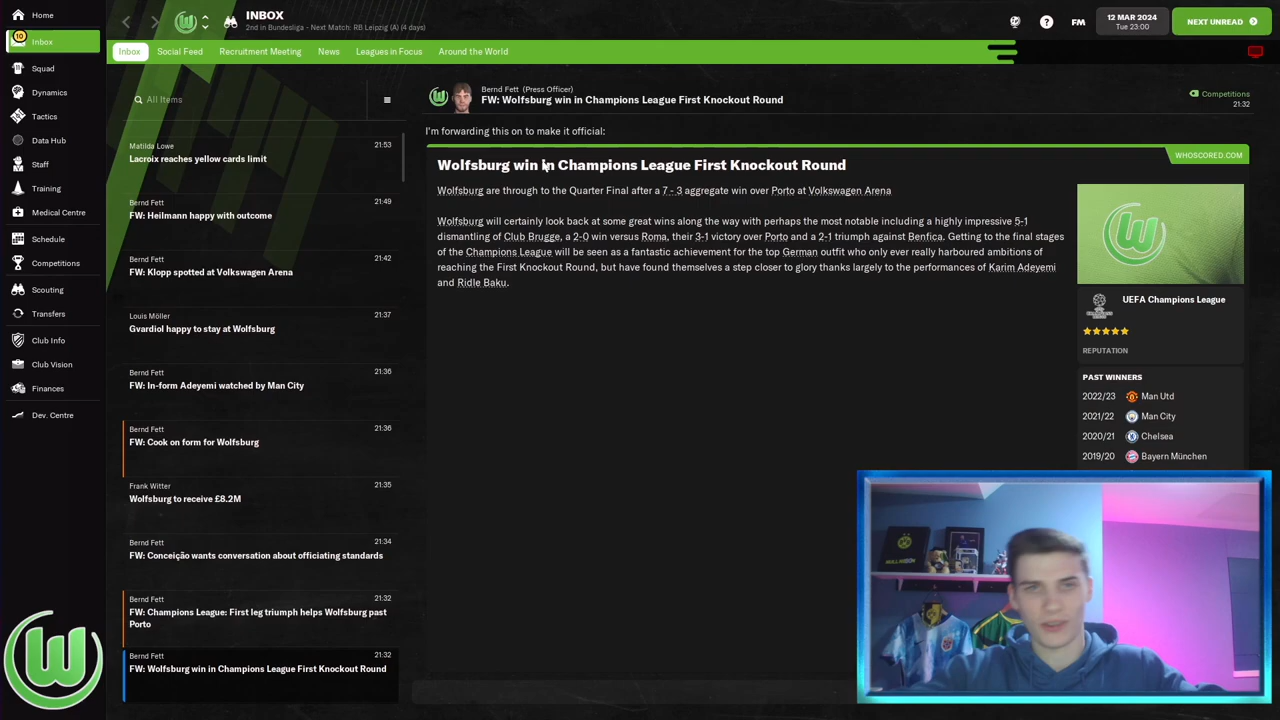 Home
10
Inbox
Squad
Dynamics
Tactics
Data Hub
Staff
Training
Medical Centre
Schedule
Competitions
Scouting
Transfers
Club Info
Club Vision
Finances
Dev. Centre
INBOX
2nd in Bundesliga - Next Match: RB Leipzig (A) (4 days)
FM
12 MAR 2024
Tue 23:00
NEXT UNREAD
Inbox
Social Feed
Recruitment Meeting
News
Leagues in Focus
Around the World
All Items
Matilda Lowe
21:53
Lacroix reaches yellow cards limit
Bernd Fett
21:49
FW: Heilmann happy with outcome
Bernd Fett
21:42
FW: Klopp spotted at Volkswagen Arena
Louis Möller
21:37
Gvardiol happy to stay at Wolfsburg
Bernd Fett
21:36
FW: In-form Adeyemi watched by Man City
Bernd Fett
21:36
FW: Cook on form for Wolfsburg
Frank Witter
21:35
Wolfsburg to receive £8.2M
Bernd Fett
21:34
FW: Conceição wants conversation about officiating standards
Bernd Fett
21:32
FW: Champions League: First leg triumph helps Wolfsburg past
Porto
Bernd Fett
21:32
FW: Wolfsburg win in Champions League First Knockout Round
Bernd Fett (Press Officer)
FW: Wolfsburg win in Champions League First Knockout Round
Competitions
21:32
I'm forwarding this on to make it official:
Wolfsburg win in Champions League First Knockout Round
WHOSCORED.COM
Wolfsburg are through to the Quarter Final after a 7 - 3 aggregate win over Porto at Volkswagen Arena
Wolfsburg will certainly look back at some great wins along the way with perhaps the most notable including a highly impressive 5-1
dismantling of Club Brugge, a 2-0 win versus Roma, their 3-1 victory over Porto and a 2-1 triumph against Benfica. Getting to the final stages
of the Champions League will be seen as a fantastic achievement for the top German outfit who only ever really harboured ambitions of
reaching the First Knockout Round, but have found themselves a step closer to glory thanks largely to the performances of Karim Adeyemi
and Ridle Baku.
UEFA Champions League
REPUTATION
PAST WINNERS
2022/23 Man Utd
2021/22 Man City
2020/21 Chelsea
2019/20 Bayern München